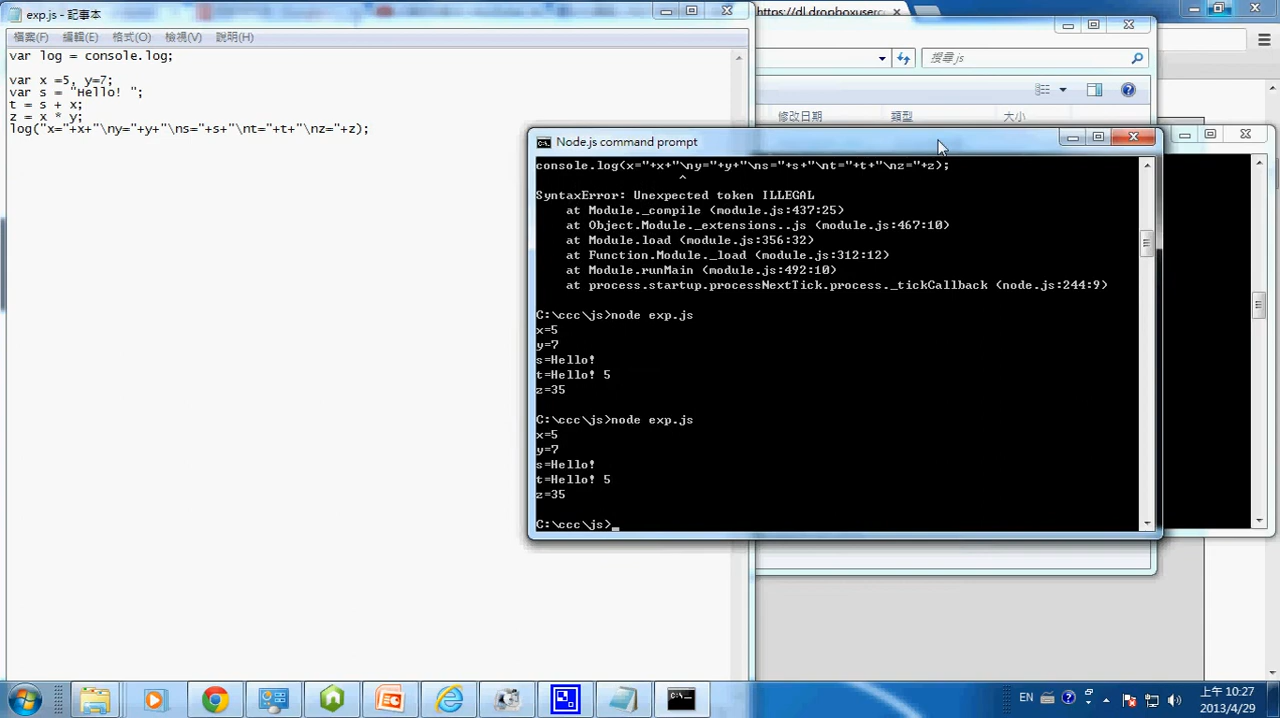 exp.js - 記事本
檔案(F) 編輯(E) 格式(O) 檢視(V) 說明(H)
var log = console.log;
var x =5, y=7;
var s = "Hello! ";
t = s + x;
z = x * y;
log("x="+x+"\ny="+y+"\ns="+s+"\nt="+t+"\nz="+z);
https://dl.dropboxuserc
搜尋 js
修改日期 類型 大小
Node.js command prompt
console.log(x="+x+"\ny="+y+"\ns="+s+"\nt="+t+"\nz="+z);
^
SyntaxError: Unexpected token ILLEGAL
at Module._compile (module.js:437:25)
at Object.Module._extensions..js (module.js:467:10)
at Module.load (module.js:356:32)
at Function.Module._load (module.js:312:12)
at Module.runMain (module.js:492:10)
at process.startup.processNextTick.process._tickCallback (node.js:244:9)
C:\ccc\js>node exp.js
x=5
y=7
s=Hello!
t=Hello! 5
z=35
C:\ccc\js>node exp.js
x=5
y=7
s=Hello!
t=Hello! 5
z=35
C:\ccc\js>_
EN
上午 10:27
2013/4/29